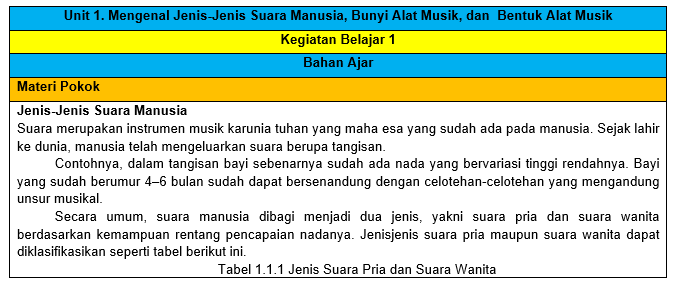 Unit 1. Mengenal Jenis-Jenis Suara Manusia, Bunyi Alat Musik, dan Bentuk Alat Musik
Kegiatan Belajar 1
Bahan Ajar
Materi Pokok
Jenis-Jenis Suara Manusia
Suara merupakan instrumen musik karunia tuhan yang maha esa yang sudah ada pada manusia. Sejak lahir
ke dunia, manusia telah mengeluarkan suara berupa tangisan.
Contohnya, dalam tangisan bayi sebenarnya sudah ada nada yang bervariasi tinggi rendahnya. Bayi
yang sudah berumur 4–6 bulan sudah dapat bersenandung dengan celotehan-celotehan yang mengandung
unsur musikal.
Secara umum, suara manusia dibagi menjadi dua jenis, yakni suara pria dan suara wanita
berdasarkan kemampuan rentang pencapaian nadanya. Jenisjenis suara pria maupun suara wanita dapat
diklasifikasikan seperti tabel berikut ini.
Tabel 1.1.1 Jenis Suara Pria dan Suara Wanita